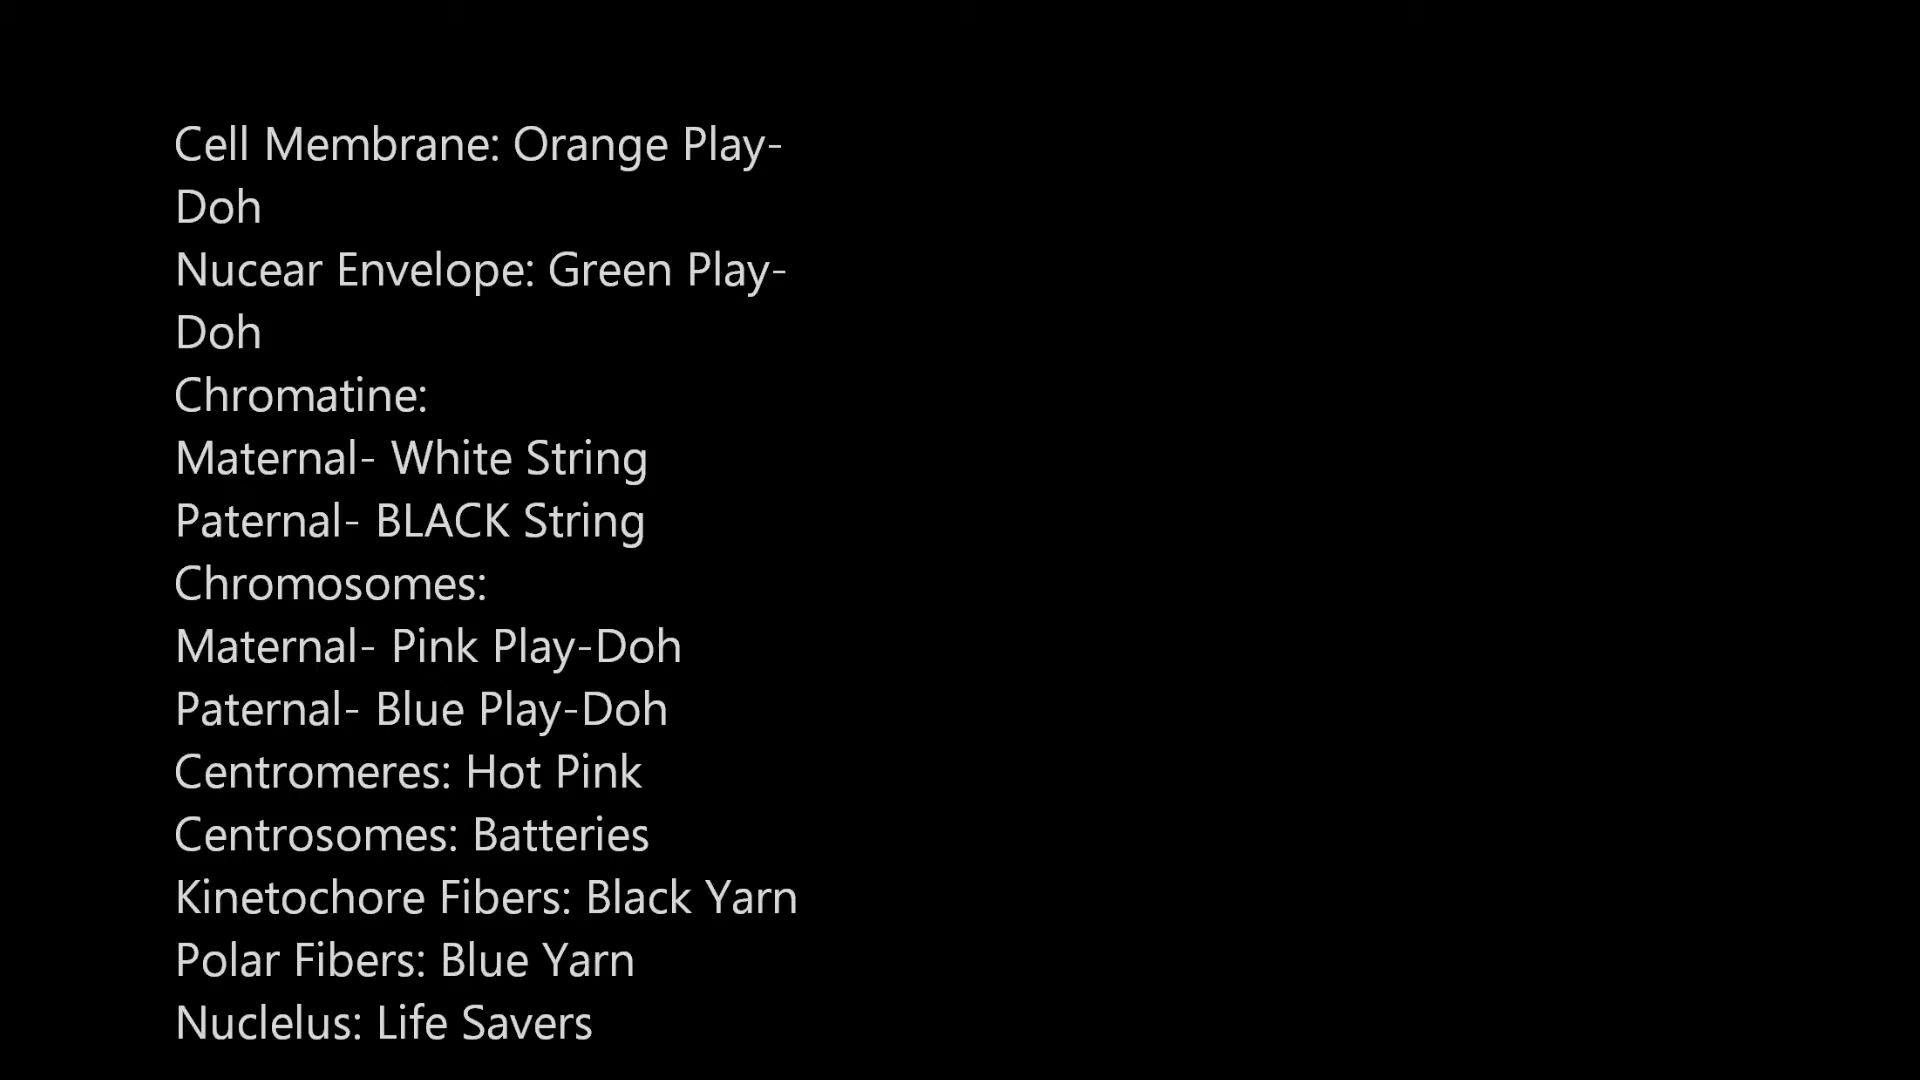 Cell Membrane: Orange Play-
Doh
Nucear Envelope: Green Play-
Doh
Chromatine:
Maternal- White String
Paternal- BLACK String
Chromosomes:
Maternal- Pink Play-Doh
Paternal- Blue Play-Doh
Centromeres: Hot Pink
Centrosomes: Batteries
Kinetochore Fibers: Black Yarn
Polar Fibers: Blue Yarn
Nuclelus: Life Savers